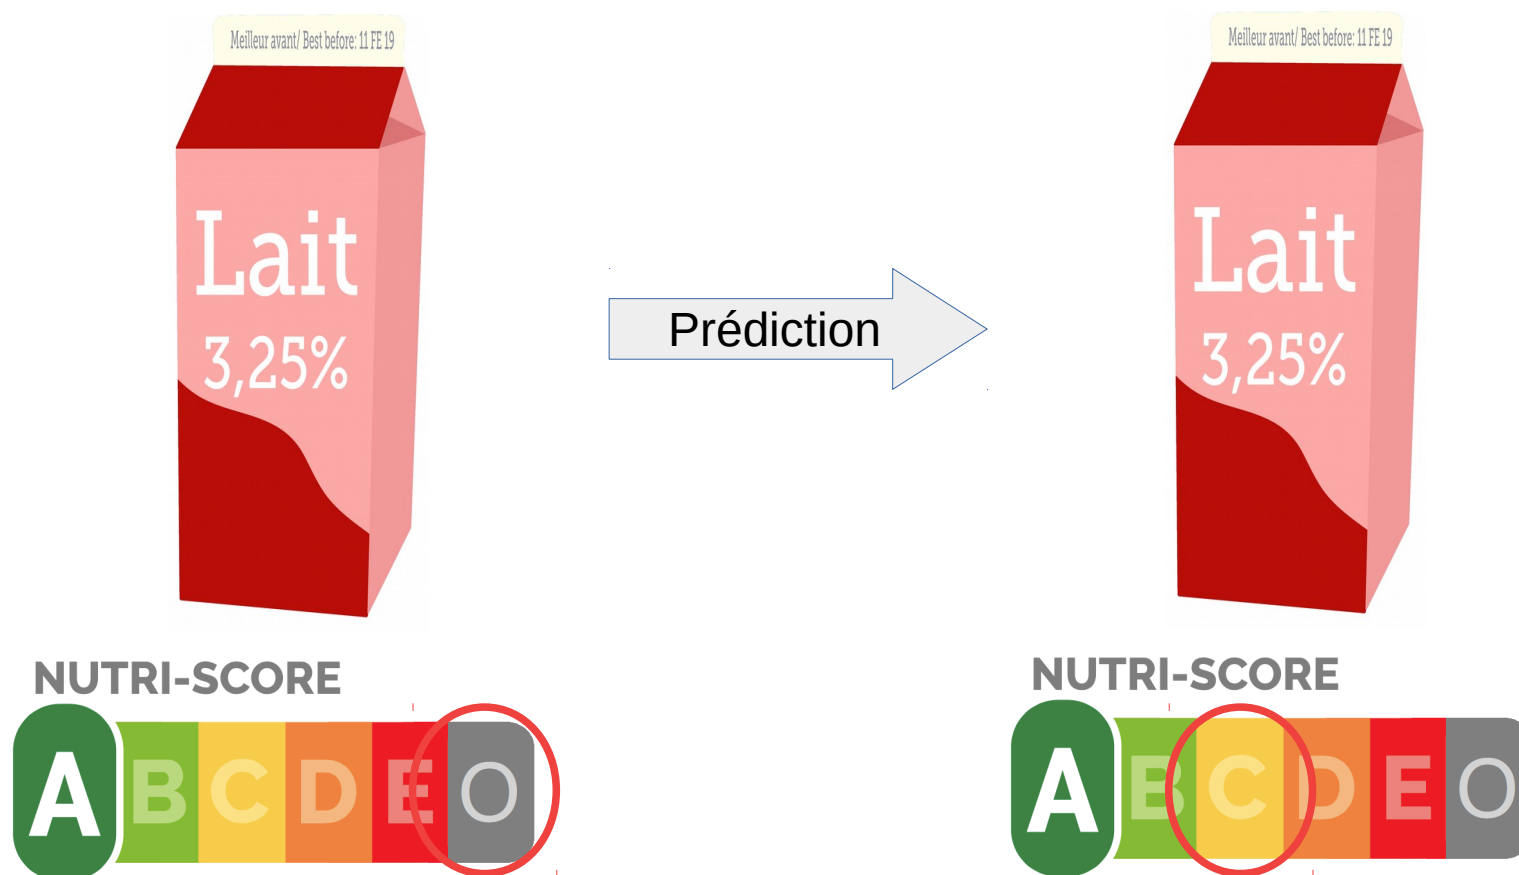 Meilleur avant/ Best before: 11 FE 19
Lait
3,25%
NUTRI-SCORE
A B C D E O
Prédiction
Meilleur avant/ Best before: 11 FE 19
Lait
3,25%
NUTRI-SCORE
A B C D E O